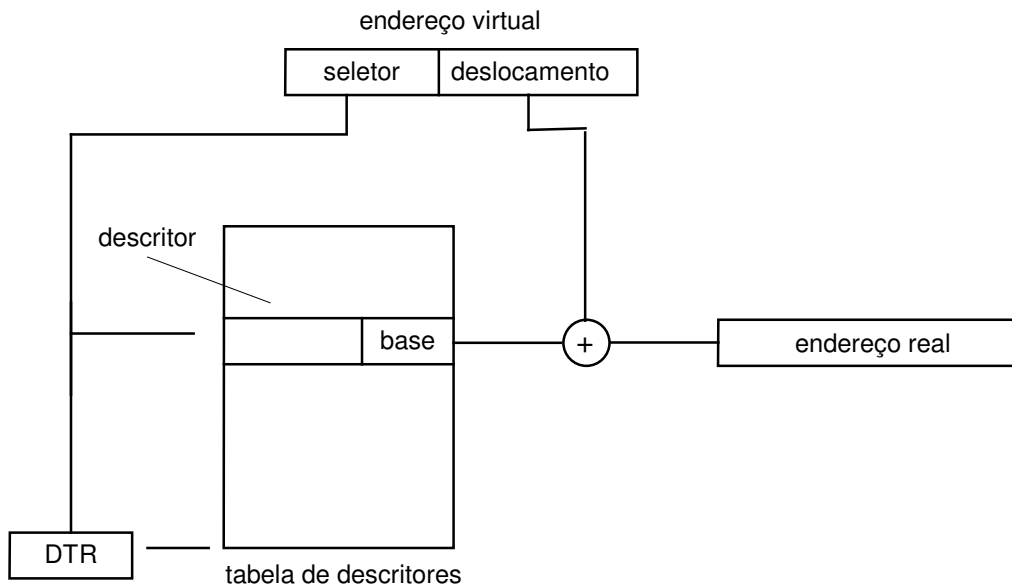 endereço virtual
seletor deslocamento
descritor
base
+
endereço real
DTR
tabela de descritores